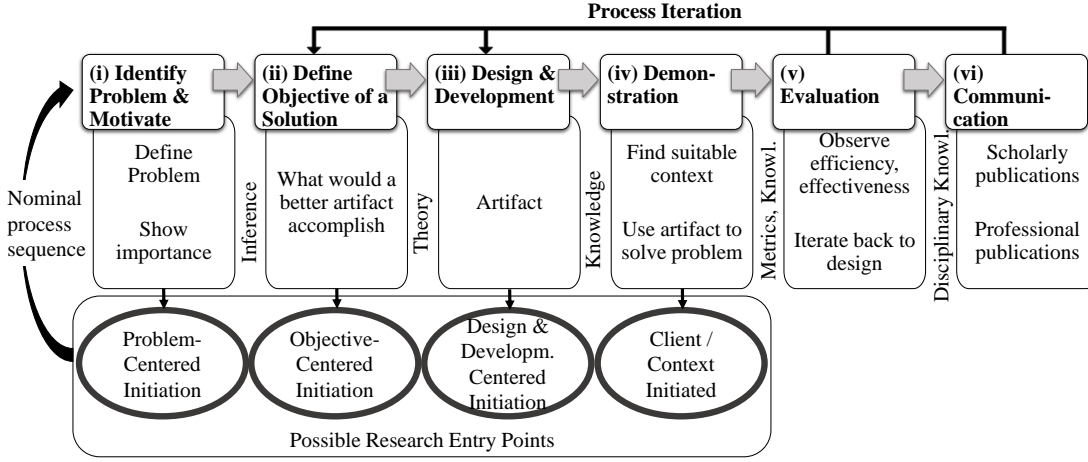 Process Iteration
(i) Identify
Problem &
Motivate
(ii) Define
Objective of a
Solution
(iii) Design &
Development
(iv) Demon-
stration
(v)
Evaluation
(vi)
Communi-
cation
Nominal
process
sequence
Define
Problem
Show
importance
Inference
What would a
better artifact
accomplish
Theory
Artifact
Knowledge
Find suitable
context
Use artifact to
solve problem
Metrics, Knowl.
Observe
efficiency,
effectiveness
Iterate back to
design
Disciplinary Knowl.
Scholarly
publications
Professional
publications
Problem-
Centered
Initiation
Objective-
Centered
Initiation
Design &
Developm.
Centered
Initiation
Client /
Context
Initiated
Possible Research Entry Points